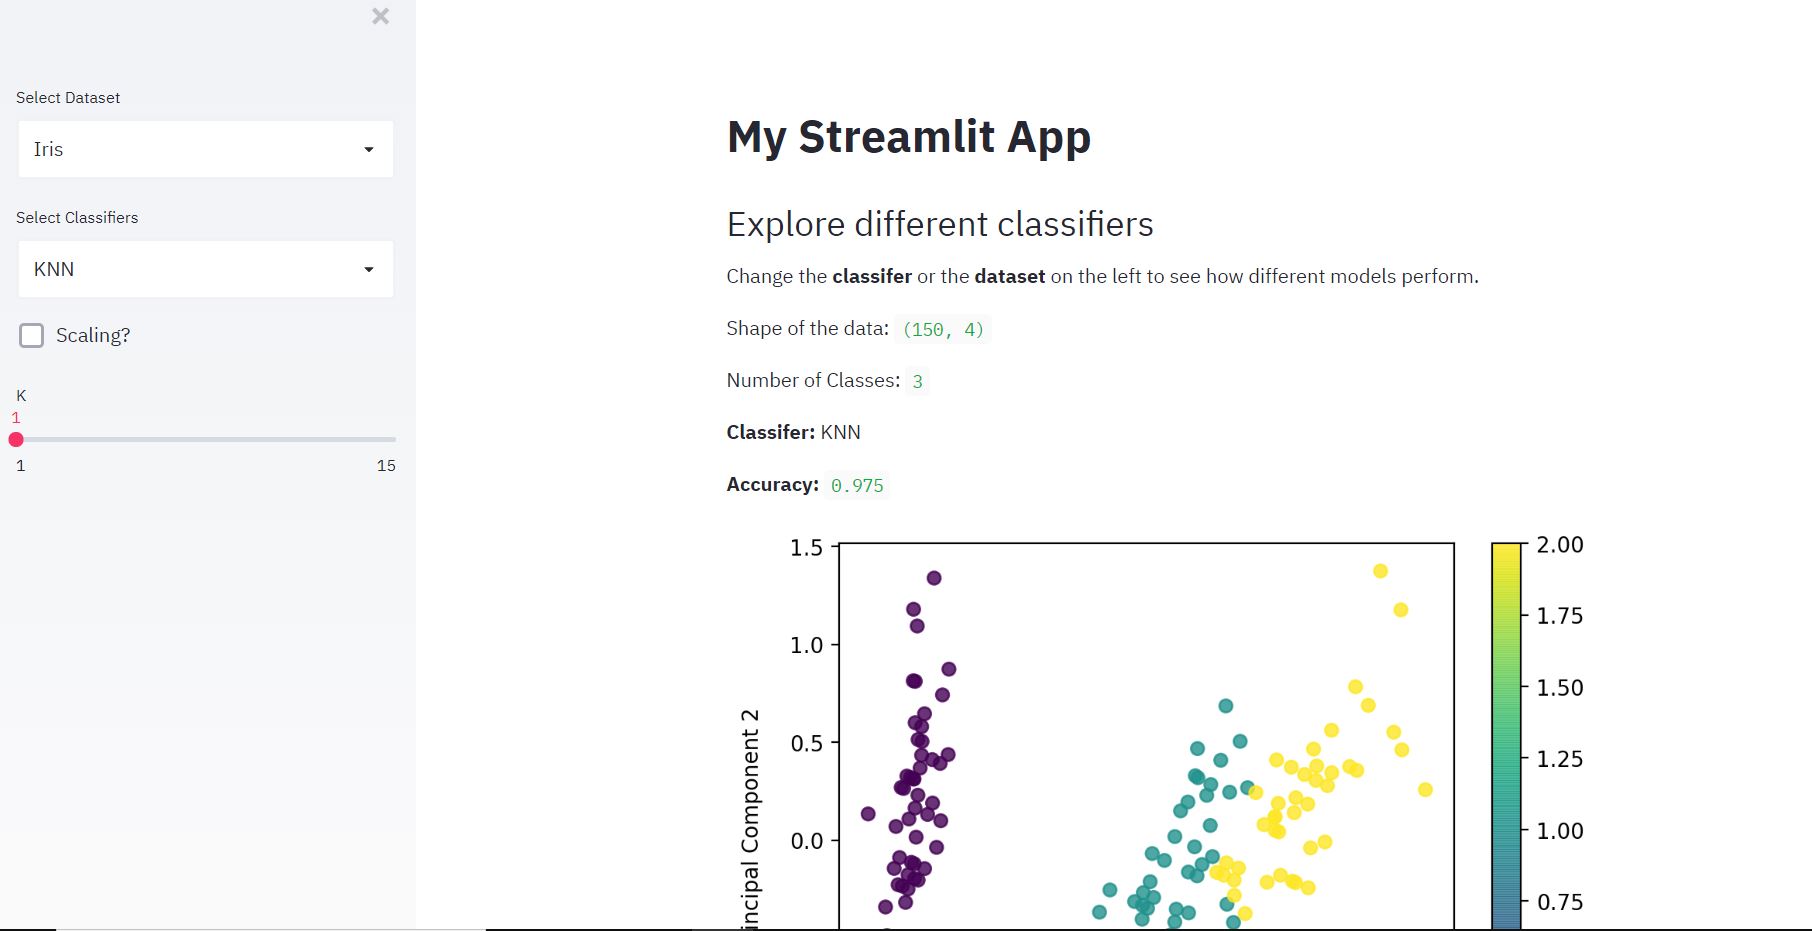 Select Dataset
Iris
Select Classifiers
KNN
Scaling?
K
1
1 15
My Streamlit App
Explore different classifiers
Change the classifer or the dataset on the left to see how different models perform.
Shape of the data: (150, 4)
Number of Classes: 3
Classifer: KNN
Accuracy: 0.975
1.5
1.0
0.5
0.0
incipal Component 2
2.00
1.75
1.50
1.25
1.00
0.75